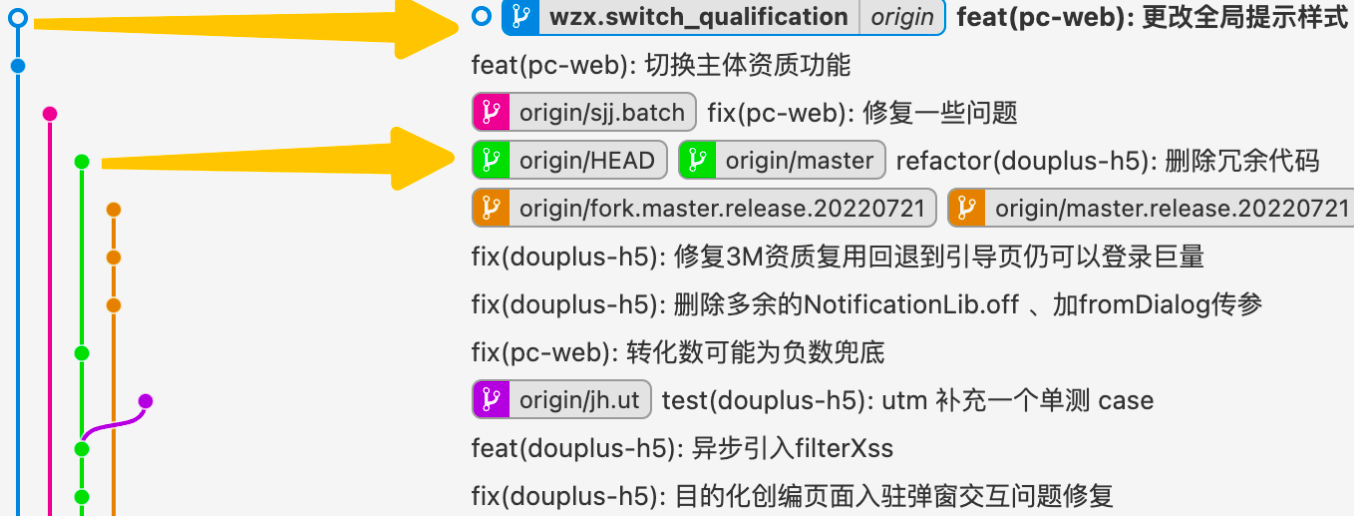 wzx.switch_qualification origin feat(pc-web): 更改全局提示样式
feat(pc-web): 切换主体资质功能
origin/sjj.batch fix(pc-web): 修复一些问题
origin/HEAD origin/master refactor(douplus-h5): 删除冗余代码
origin/fork.master.release.20220721 origin/master.release.20220721
fix(douplus-h5): 修复3M资质复用回退到引导页仍可以登录巨量
fix(douplus-h5): 删除多余的NotificationLib.off 、加fromDialog传参
fix(pc-web): 转化数可能为负数兜底
origin/jh.ut test(douplus-h5): utm 补充一个单测 case
feat(douplus-h5): 异步引入filterXss
fix(douplus-h5): 目的化创编页面入驻弹窗交互问题修复